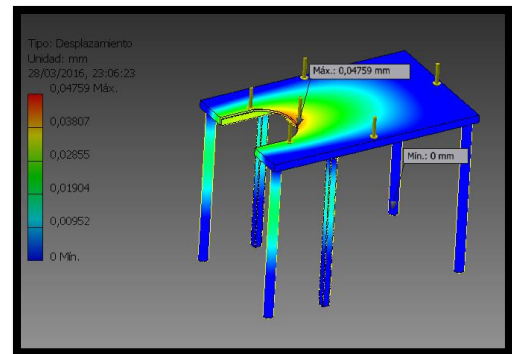 Tipo: Desplazamiento
Unidad: mm
28/03/2016, 23:06:23
0,04759 Máx.
0,03807
0,02855
0,01904
0,00952
0 Mín.
Máx.: 0,04759 mm
Mín.: 0 mm